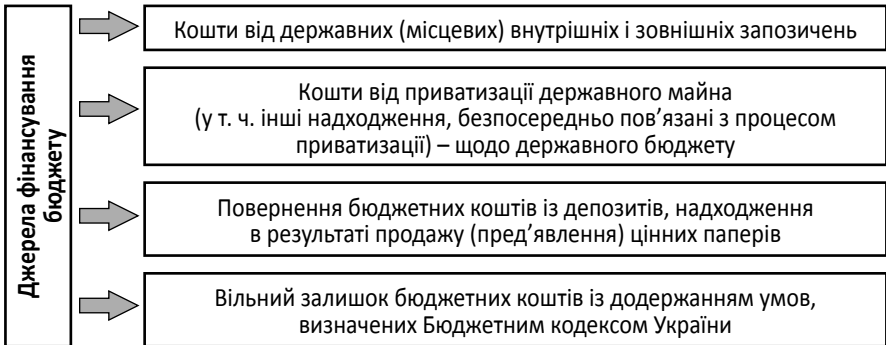 Джерела фінансування
бюджету
Кошти від державних (місцевих) внутрішніх і зовнішніх запозичень
Кошти від приватизації державного майна
(у т. ч. інші надходження, безпосередньо пов’язані з процесом
приватизації) – щодо державного бюджету
Повернення бюджетних коштів із депозитів, надходження
в результаті продажу (пред’явлення) цінних паперів
Вільний залишок бюджетних коштів із додержанням умов,
визначених Бюджетним кодексом України